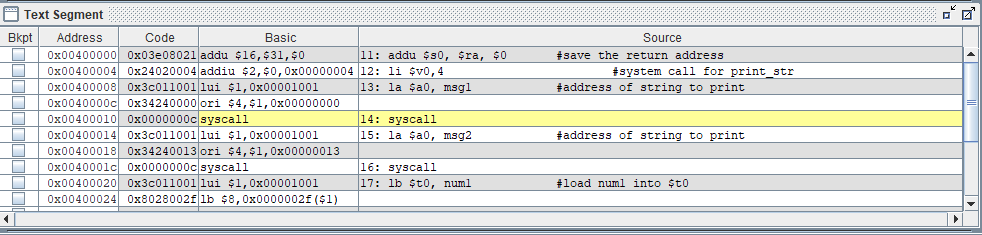 Text Segment
Bkpt Address Code Basic Source
0x00400000 0x03e08021 addu $16,$31,$0 11: addu $s0, $ra, $0 #save the return address
0x00400004 0x24020004 addiu $2,$0,0x00000004 12: li $v0,4 #system call for print_str
0x00400008 0x3c011001 lui $1,0x00001001 13: la $a0, msg1 #address of string to print
0x0040000c 0x34240000 ori $4,$1,0x00000000
0x00400010 0x0000000c syscall 14: syscall
0x00400014 0x3c011001 lui $1,0x00001001 15: la $a0, msg2 #address of string to print
0x00400018 0x34240013 ori $4,$1,0x00000013
0x0040001c 0x0000000c syscall 16: syscall
0x00400020 0x3c011001 lui $1,0x00001001 17: lb $t0, num1 #load num1 into $t0
0x00400024 0x8028002f lb $8,0x0000002f($1)